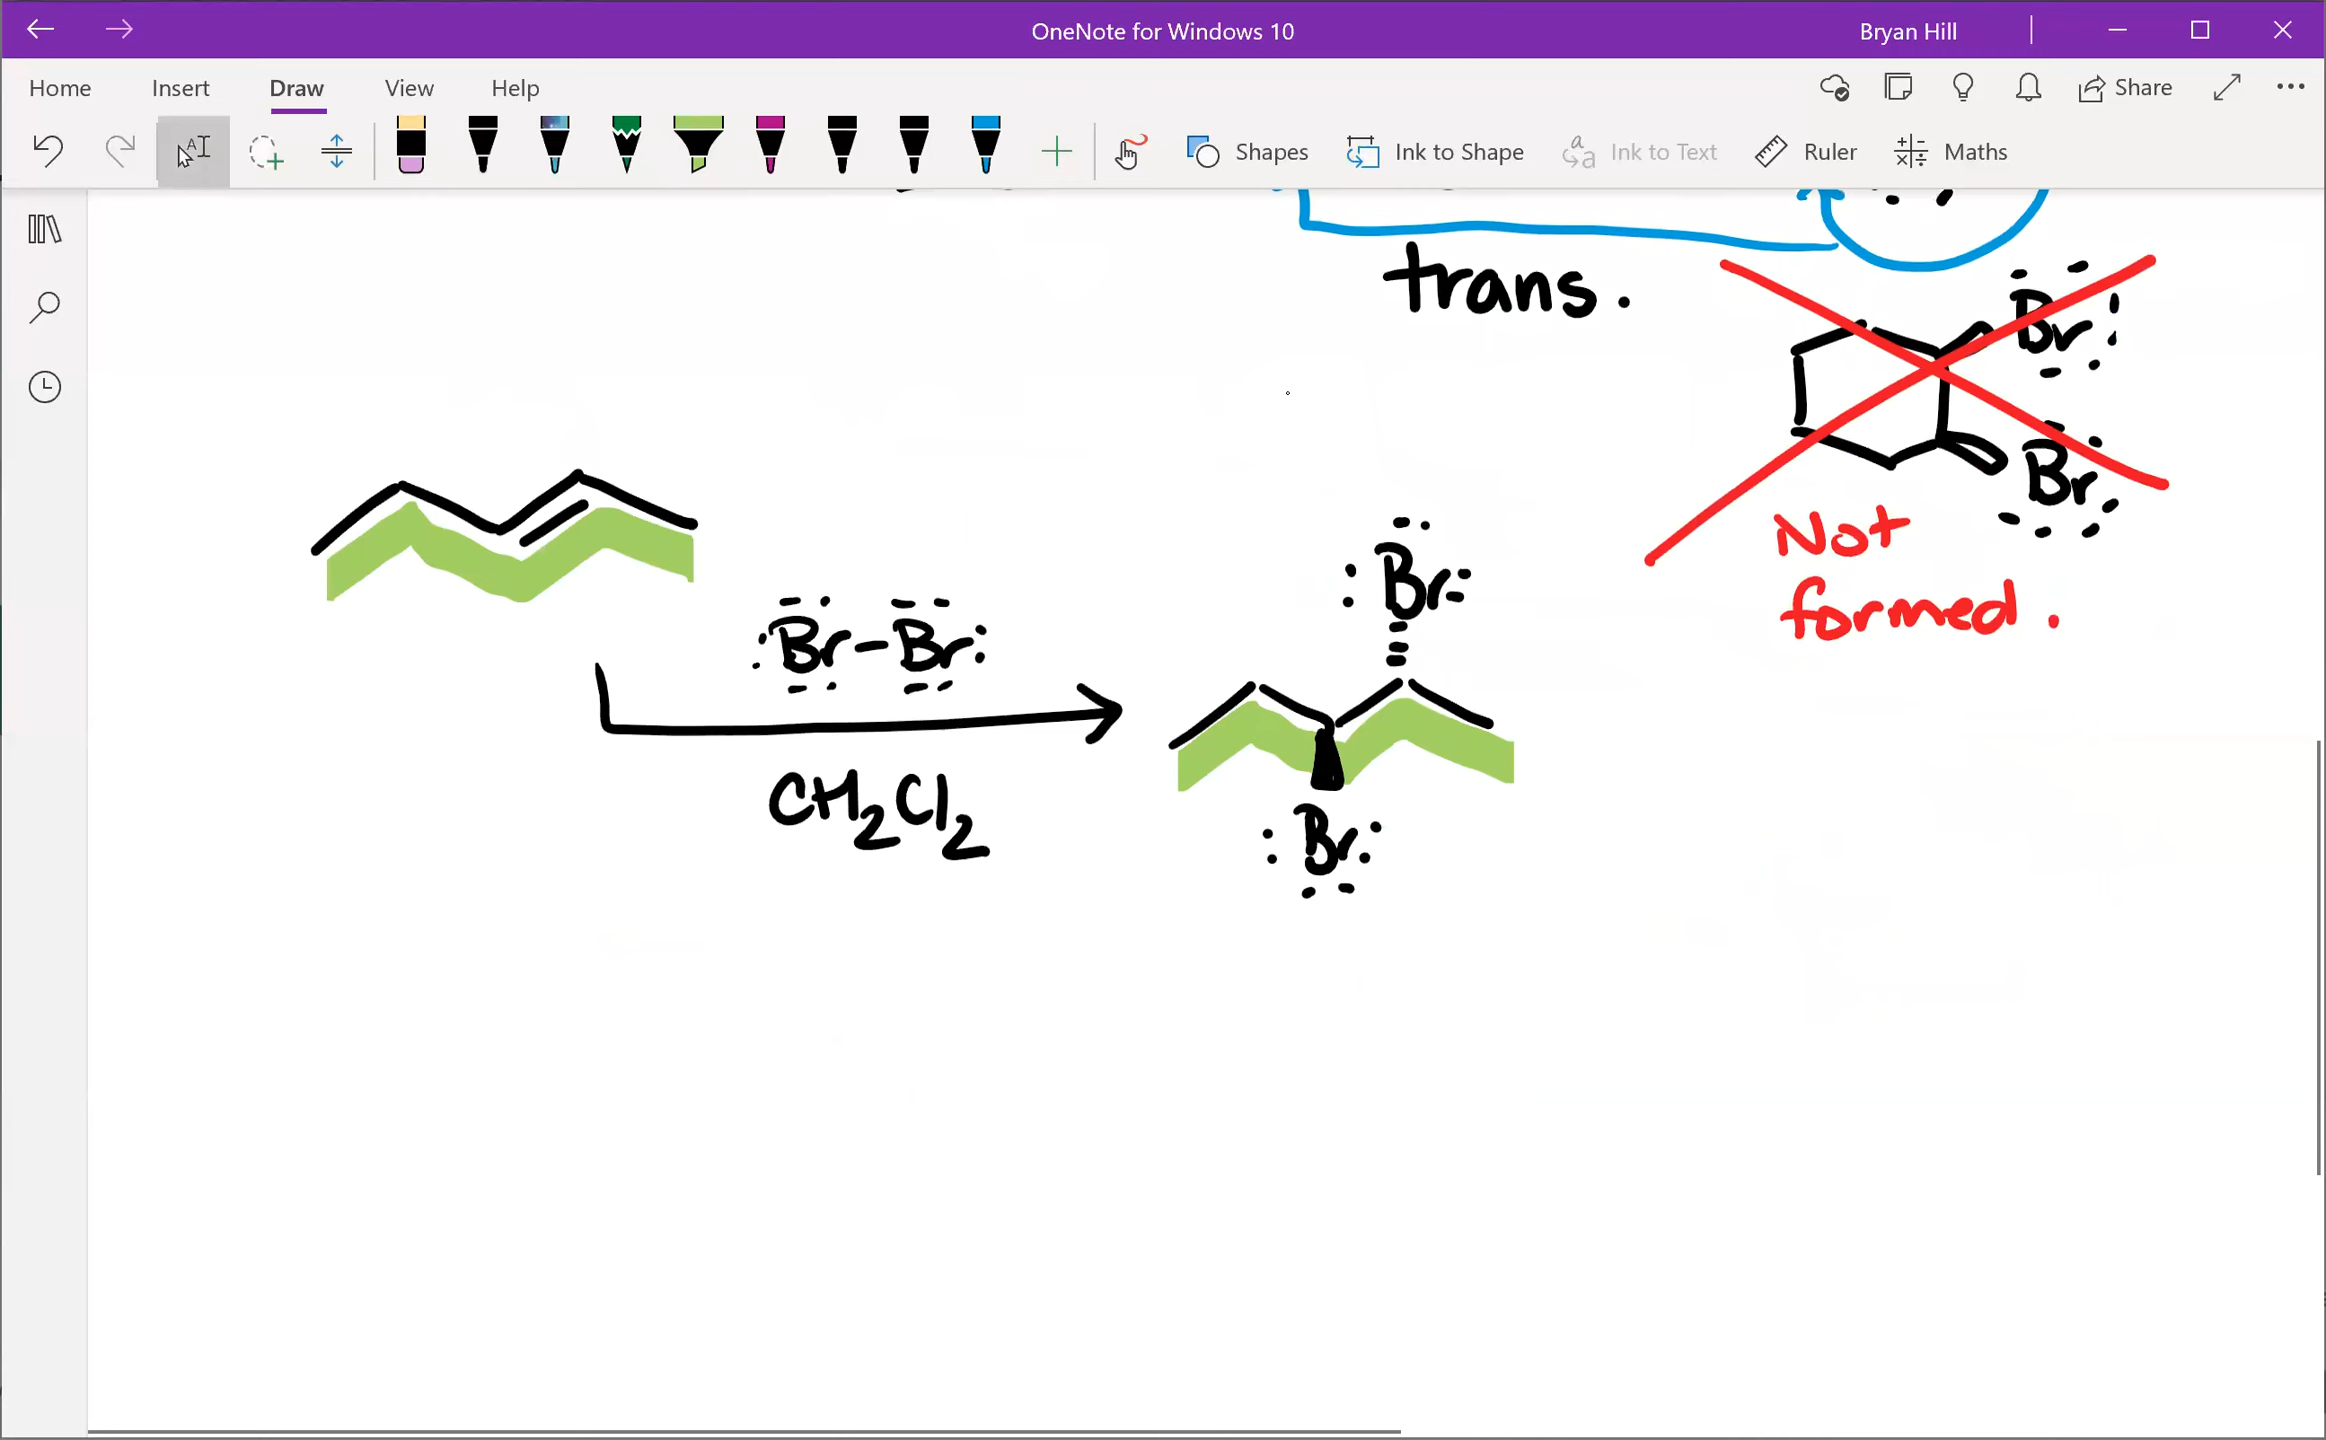 OneNote for Windows 10
Bryan Hill
Home Insert Draw View Help
Share
Shapes Ink to Shape Ink to Text Ruler Maths
trans.
Br
Br
Not
formed.
Br-Br
CH2Cl2
Br
Br